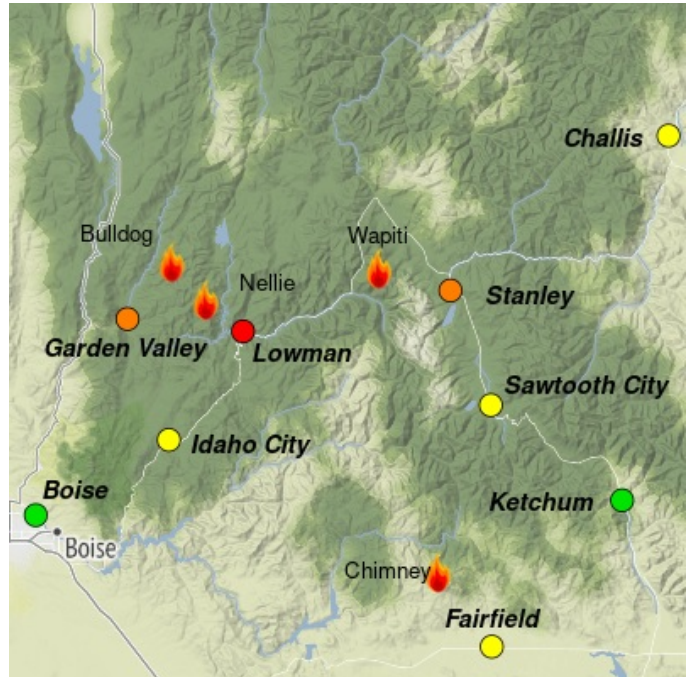 Challis
Bulldog
Wapiti
Nellie
Stanley
Garden Valley
Lowman
Sawtooth City
Idaho City
Boise
Ketchum
Boise
Chimney
Fairfield